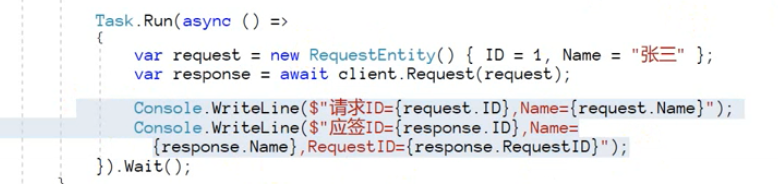 Task.Run(async () =>
{
var request = new RequestEntity() { ID = 1, Name = "张三" };
var response = await client.Request(request);
Console.WriteLine($"请求ID={request.ID},Name={request.Name}");
Console.WriteLine($"应签ID={response.ID},Name=
{response.Name},RequestID={response.RequestID}");
}).Wait();
}